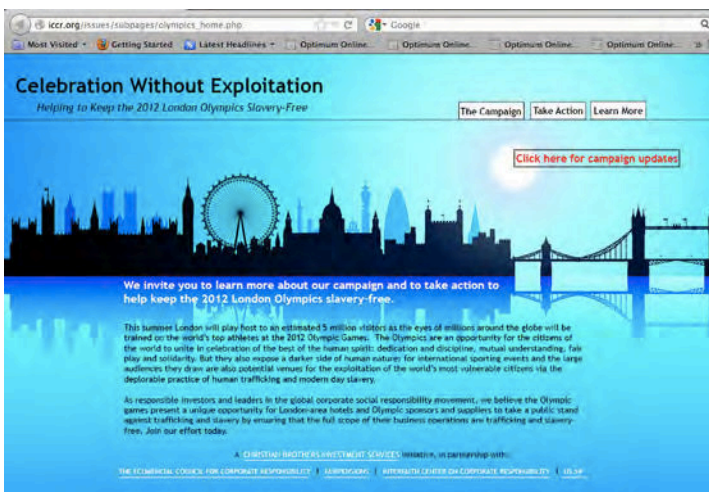 iccr.org/issues/subpages/olympics_home.php
Google
Most Visited
Getting Started
Latest Headlines
Optimum Online...
Optimum Online...
Optimum Online...
Optimum Online...
Celebration Without Exploitation
Helping to Keep the 2012 London Olympics Slavery-Free
The Campaign
Take Action
Learn More
Click here for campaign updates
We invite you to learn more about our campaign and to take action to
help keep the 2012 London Olympics slavery-free.
This summer London will play host to an estimated 5 million visitors as the eyes of millions around the globe will be
trained on the world's top athletes at the 2012 Olympic Games. The Olympics are an opportunity for the citizens of
the world to unite in celebration of the best of the human spirit: dedication and discipline, mutual understanding, fair
play and solidarity. But they also expose a darker side of human nature: for international sporting events and the large
audiences they draw are also potential venues for the exploitation of the world's most vulnerable citizens via the
deplorable practice of human trafficking and modern day slavery.
As responsible investors and leaders in the global corporate social responsibility movement, we believe the Olympic
games present a unique opportunity for London-area hotels and Olympic sponsors and suppliers to take a public stand
against trafficking and slavery by ensuring that the full scope of their business operations are trafficking and slavery-
free. Join our effort today.
A CHRISTIAN BROTHERS INVESTMENT SERVICES initiative, in partnership with:
THE ECUMENICAL COUNCIL FOR CORPORATE RESPONSIBILITY | | INTERFAITH CENTER ON CORPORATE RESPONSIBILITY |